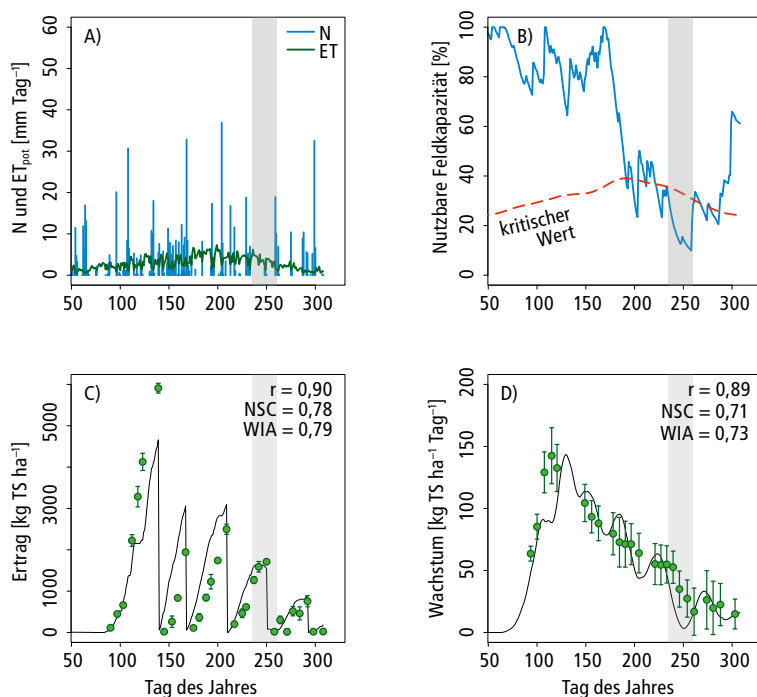 A)
N
ET
N und ETpot [mm Tag⁻¹]
60
50
40
30
20
10
0
50 100 150 200 250 300
B)
Nutzbare Feldkapazität [%]
100
80
60
40
20
0
kritischer
Wert
50 100 150 200 250 300
C)
r = 0,90
NSC = 0,78
WIA = 0,79
Ertrag [kg TS ha⁻¹]
5000
3000
1000
0
50 100 150 200 250 300
Tag des Jahres
D)
r = 0,89
NSC = 0,71
WIA = 0,73
Wachstum [kg TS ha⁻¹ Tag⁻¹]
200
150
100
50
0
50 100 150 200 250 300
Tag des Jahres